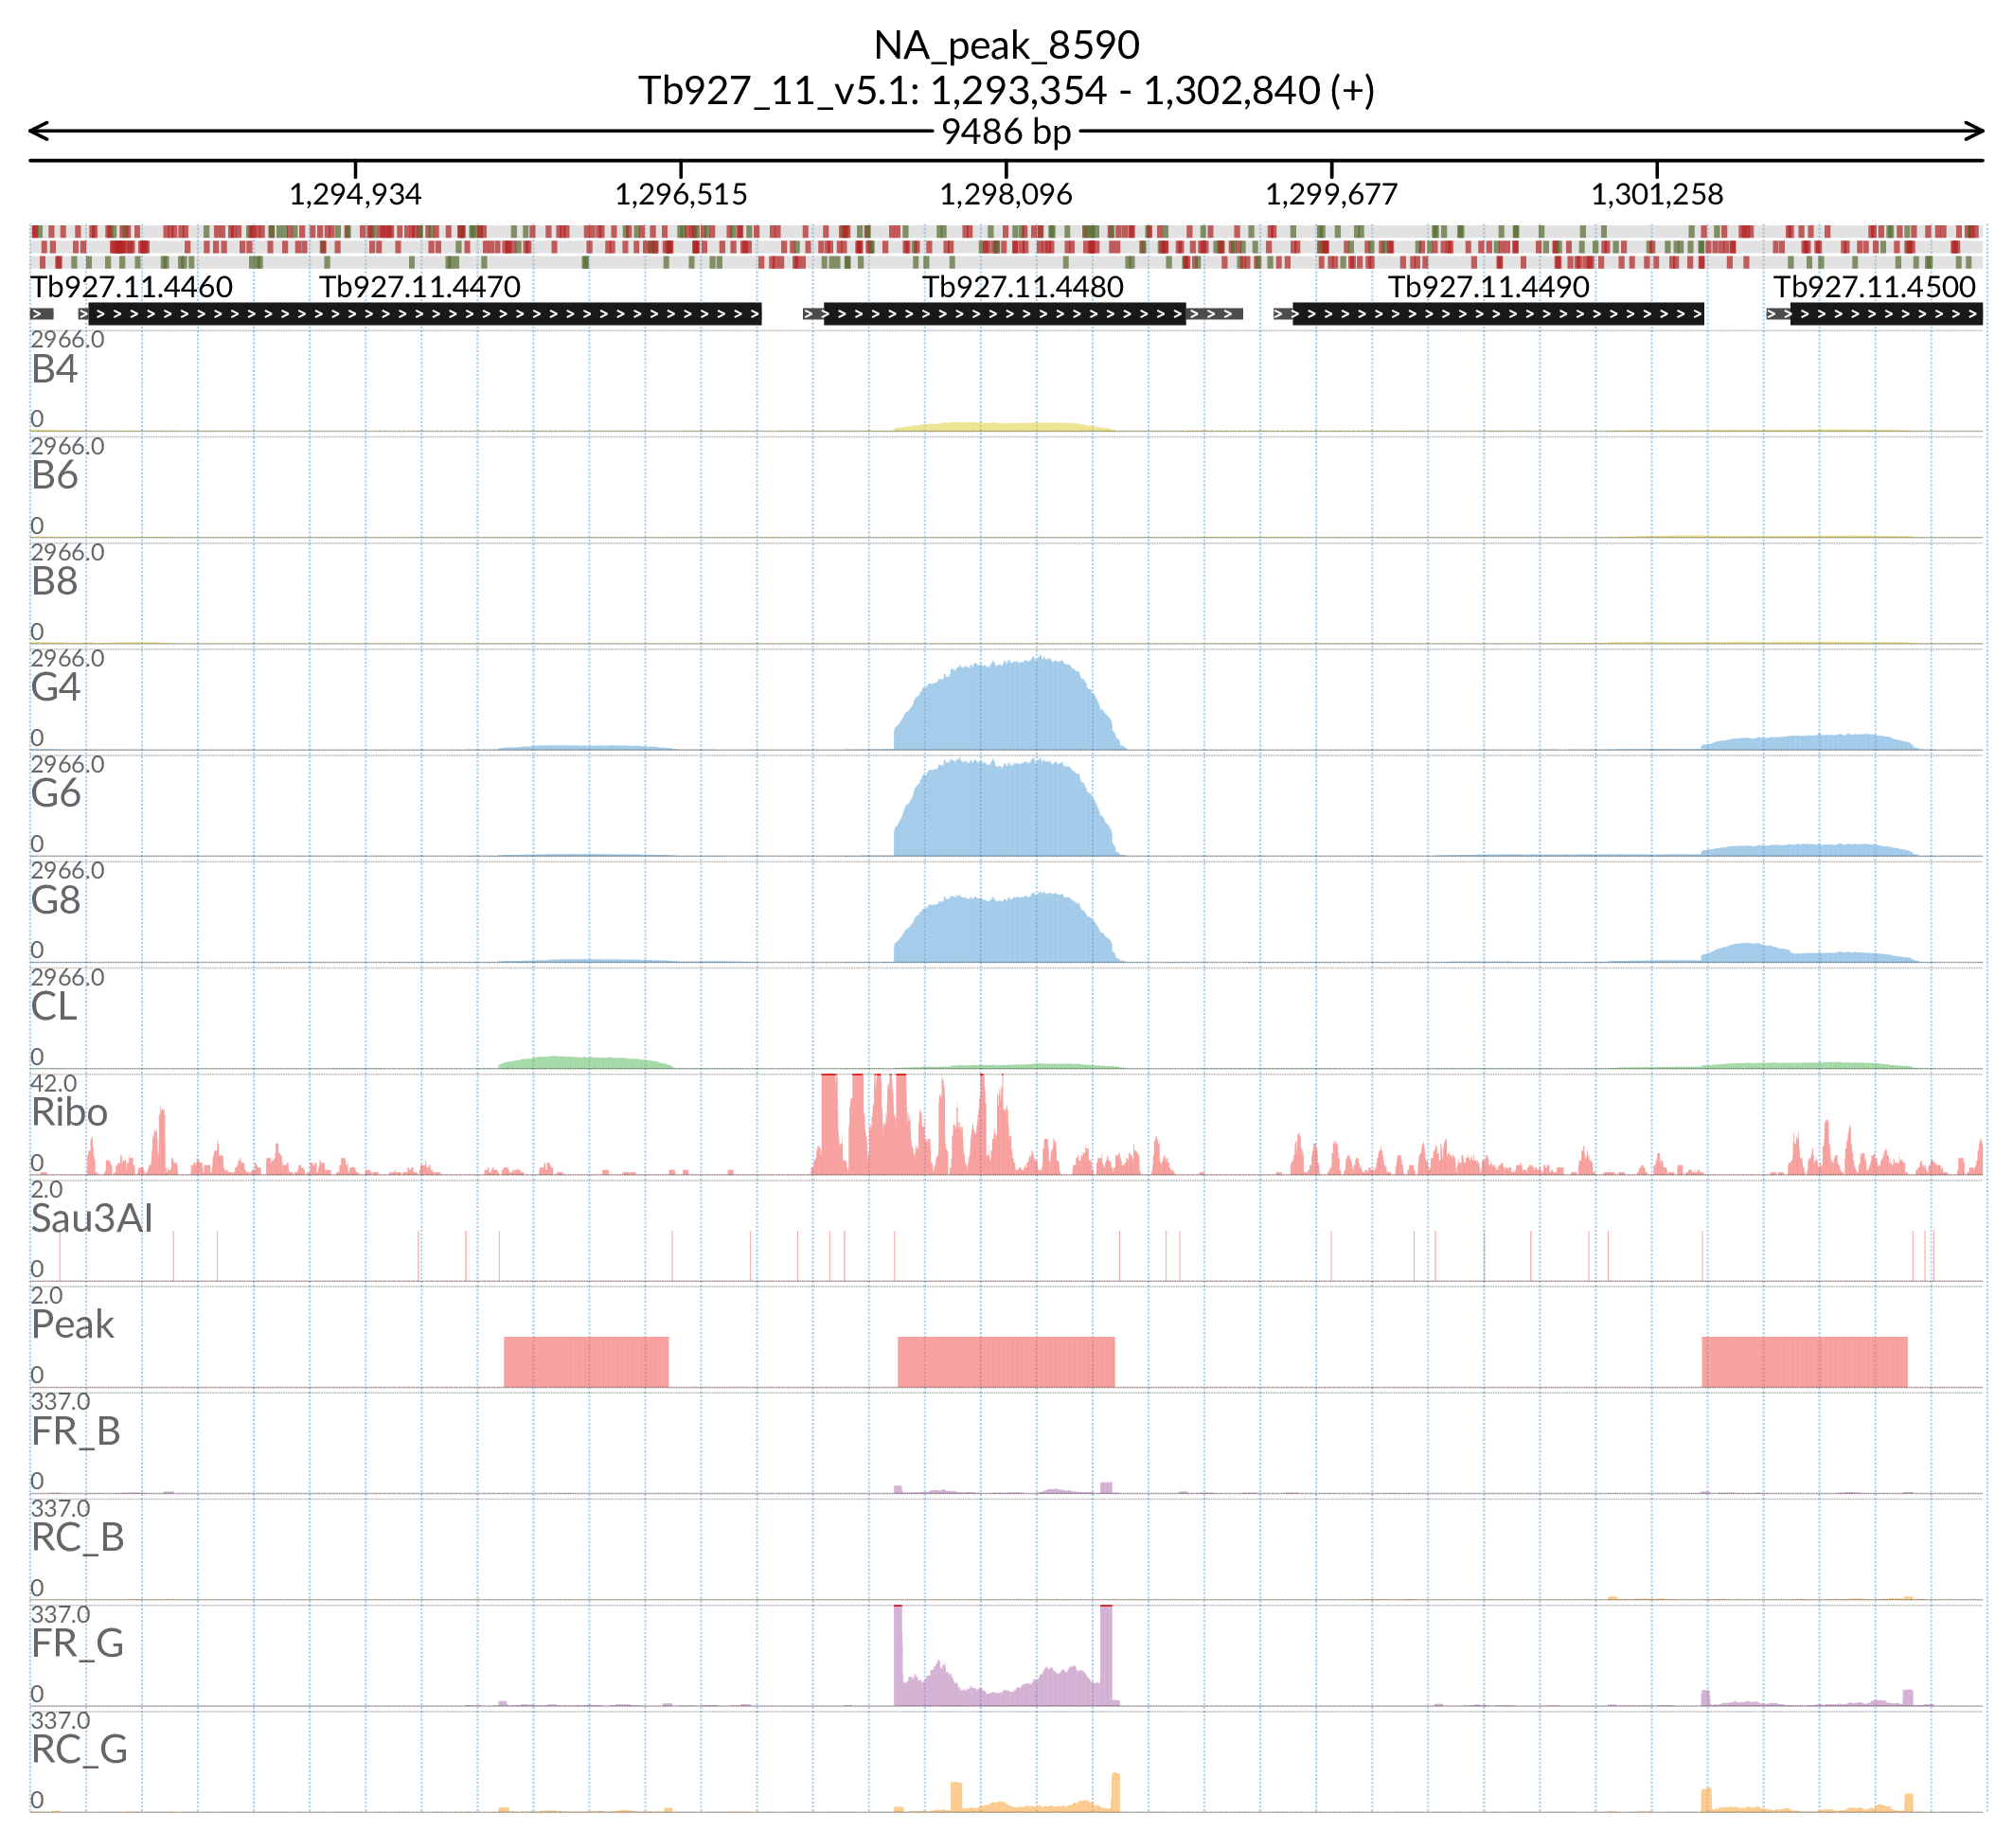 NA_peak_8590
Tb927_11_v5.1: 1,293,354 - 1,302,840 (+)
9486 bp
1,294,934 1,296,515 1,298,096 1,299,677 1,301,258
Tb927.11.4460 Tb927.11.4470 Tb927.11.4480 Tb927.11.4490 Tb927.11.4500
2966.0
B4
0
2966.0
B6
0
2966.0
B8
0
2966.0
G4
0
2966.0
G6
0
2966.0
G8
0
2966.0
CL
0
42.0
Ribo
0
2.0
Sau3AI
0
2.0
Peak
0
337.0
FR_B
0
337.0
RC_B
0
337.0
FR_G
0
337.0
RC_G
0